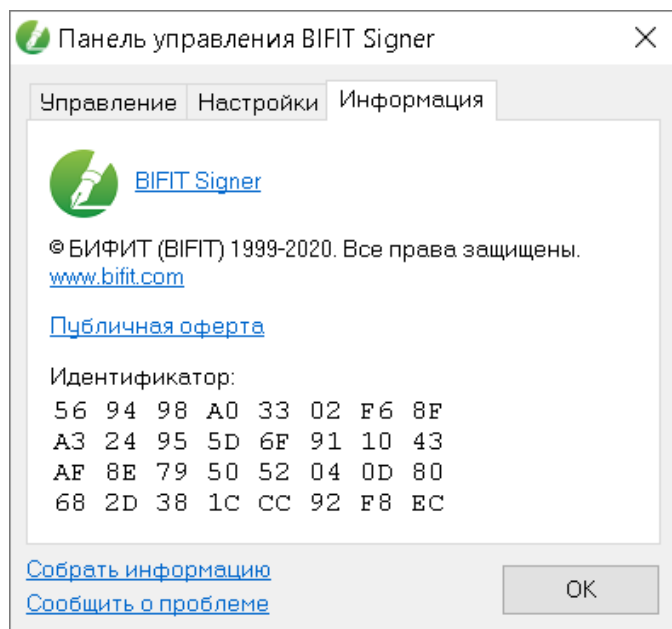 Панель управления BIFIT Signer
Управление Настройки Информация
BIFIT Signer
© БИФИТ (BIFIT) 1999-2020. Все права защищены.
www.bifit.com
Публичная оферта
Идентификатор:
56 94 98 A0 33 02 F6 8F
A3 24 95 5D 6F 91 10 43
AF 8E 79 50 52 04 0D 80
68 2D 38 1C CC 92 F8 EC
Собрать информацию
OK
Сообщить о проблеме